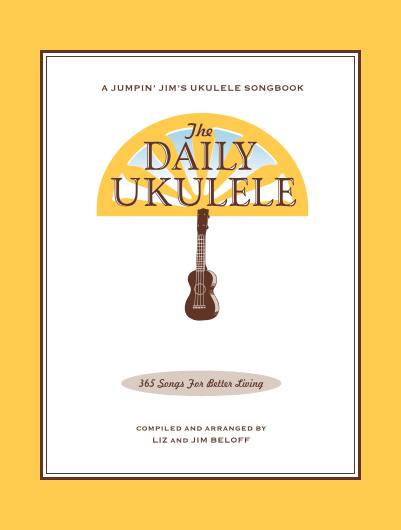 A JUMPIN' JIM'S UKULELE SONGBOOK
The
DAILY
UKULELE
365 Songs For Better Living
COMPILED AND ARRANGED BY
LIZ AND JIM BELOFF